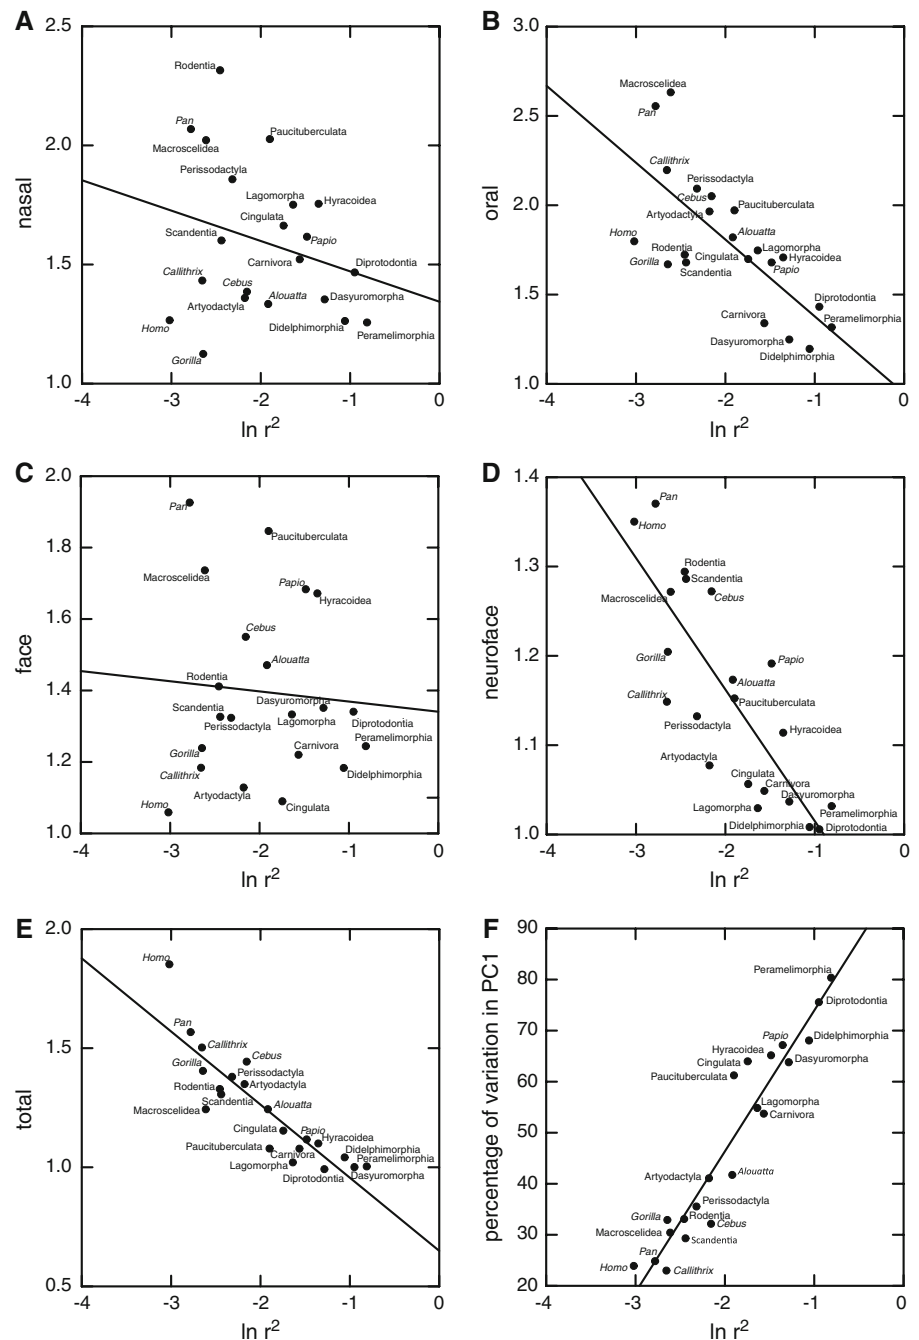 A
2.5
2.0
1.5
1.0
nasal
Rodentia
Pan
Macroscelidea
Paucituberculata
Perissodactyla
Lagomorpha
Hyracoidea
Cingulata
Scandentia
Papio
Carnivora
Diprotodontia
Callithrix
Cebus
Artyodactyla
Alouatta
Dasyuromorpha
Homo
Didelphimorphia
Peramelimorphia
Gorilla
-4 -3 -2 -1 0
ln r2
B
3.0
2.5
2.0
1.5
1.0
oral
Macroscelidea
Pan
Callithrix
Perissodactyla
Cebus
Artyodactyla
Paucituberculata
Homo
Alouatta
Rodentia
Lagomorpha
Cingulata
Hyracoidea
Gorilla
Scandentia
Papio
Diprotodontia
Carnivora
Peramelimorphia
Dasyuromorpha
Didelphimorphia
-4 -3 -2 -1 0
ln r2
C
2.0
1.8
1.6
1.4
1.2
1.0
face
Pan
Paucituberculata
Macroscelidea
Papio
Hyracoidea
Cebus
Alouatta
Rodentia
Dasyuromorpha
Scandentia
Perissodactyla
Lagomorpha
Diprotodontia
Peramelimorphia
Gorilla
Carnivora
Callithrix
Didelphimorphia
Artyodactyla
Homo
Cingulata
-4 -3 -2 -1 0
ln r2
D
1.4
1.3
1.2
1.1
1.0
neuroface
Pan
Homo
Rodentia
Scandentia
Macroscelidea
Cebus
Gorilla
Papio
Alouatta
Callithrix
Paucituberculata
Perissodactyla
Hyracoidea
Artyodactyla
Cingulata
Carnivora
Dasyuromorpha
Lagomorpha
Peramelimorphia
Didelphimorphia
Diprotodontia
-4 -3 -2 -1 0
ln r2
E
2.0
1.5
1.0
0.5
total
Homo
Pan
Callithrix
Gorilla
Cebus
Perissodactyla
Rodentia
Artyodactyla
Scandentia
Macroscelidea
Alouatta
Cingulata
Papio
Hyracoidea
Paucituberculata
Carnivora
Didelphimorphia
Lagomorpha
Peramelimorphia
Diprotodontia
Dasyuromorpha
-4 -3 -2 -1 0
ln r2
F
90
80
70
60
50
40
30
20
percentage of variation in PC1
Peramelimorphia
Diprotodontia
Papio
Didelphimorphia
Hyracoidea
Cingulata
Dasyuromorpha
Paucituberculata
Lagomorpha
Carnivora
Artyodactyla
Alouatta
Perissodactyla
Gorilla
Rodentia
Cebus
Macroscelidea
Scandentia
Pan
Homo
Callithrix
-4 -3 -2 -1 0
ln r2